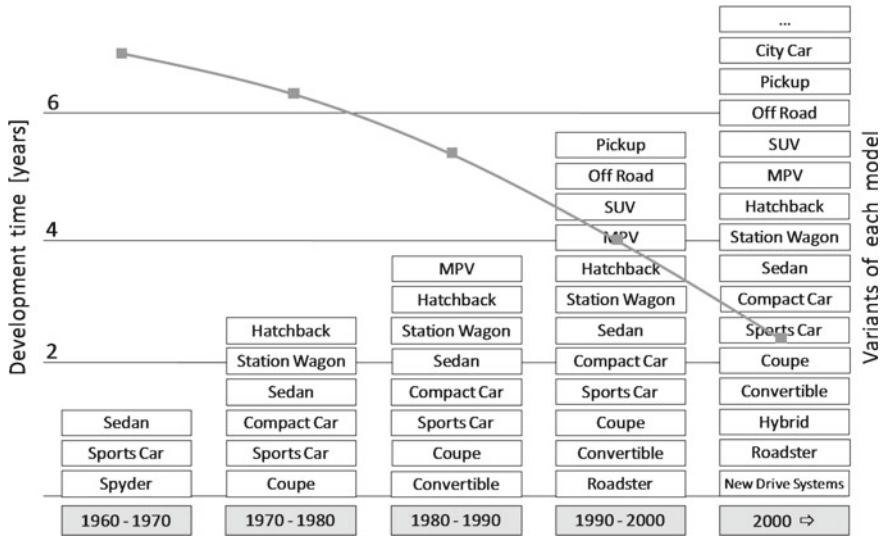 Development time [years]
6
4
2
Sedan
Sports Car
Spyder
1960 - 1970
Hatchback
Station Wagon
Sedan
Compact Car
Sports Car
Coupe
1970 - 1980
MPV
Hatchback
Station Wagon
Sedan
Compact Car
Sports Car
Coupe
Convertible
1980 - 1990
Pickup
Off Road
SUV
MPV
Hatchback
Station Wagon
Sedan
Compact Car
Sports Car
Coupe
Convertible
Roadster
1990 - 2000
...
City Car
Pickup
Off Road
SUV
MPV
Hatchback
Station Wagon
Sedan
Compact Car
Sports Car
Coupe
Convertible
Hybrid
Roadster
New Drive Systems
2000 ⇨
Variants of each model